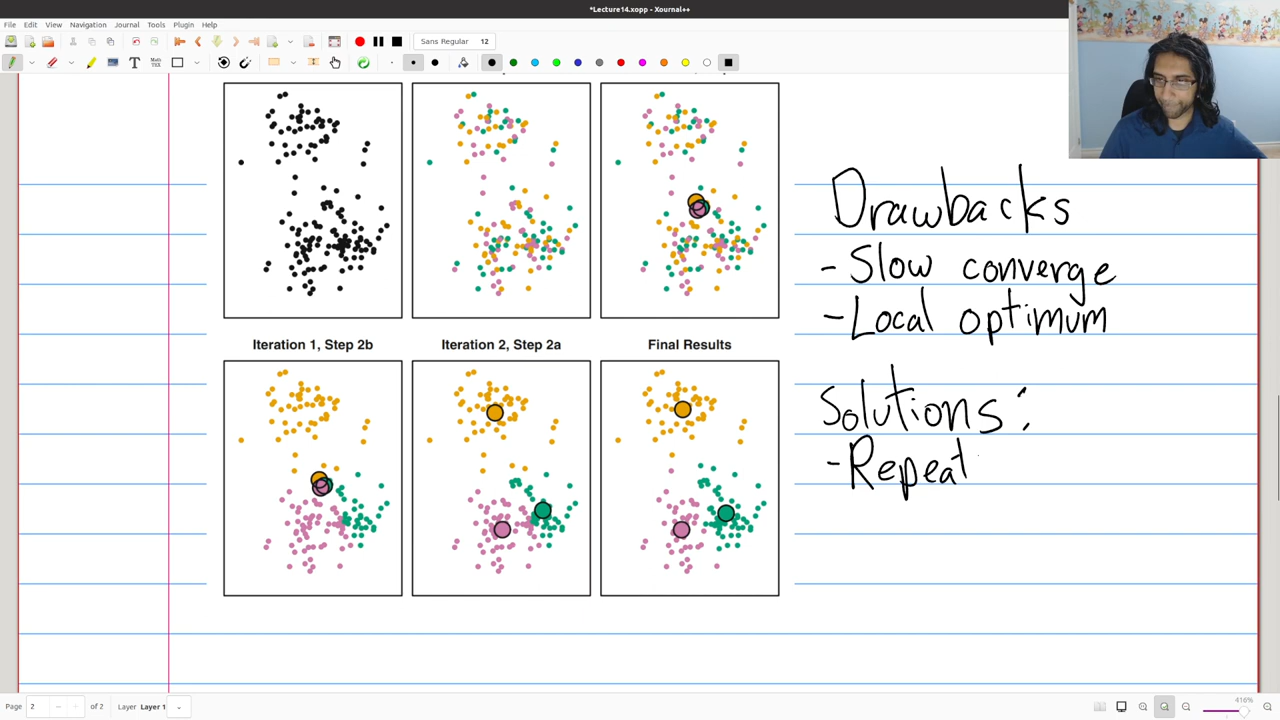 *Lecture14.xopp - Xournal++
File Edit View Navigation Journal Tools Plugin Help
Sans Regular 12
Drawbacks
- Slow converge
- Local optimum
Iteration 1, Step 2b
Iteration 2, Step 2a
Final Results
Solutions:
- Repeat
Page 2 of 2 Layer Layer 1
416%